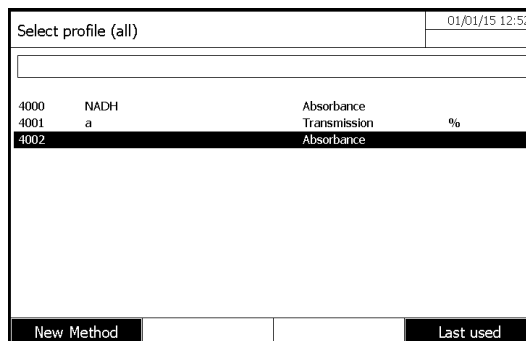 Select profile (all)
01/01/15 12:52
4000 NADH Absorbance
4001 a Transmission %
4002 Absorbance
New Method Last used